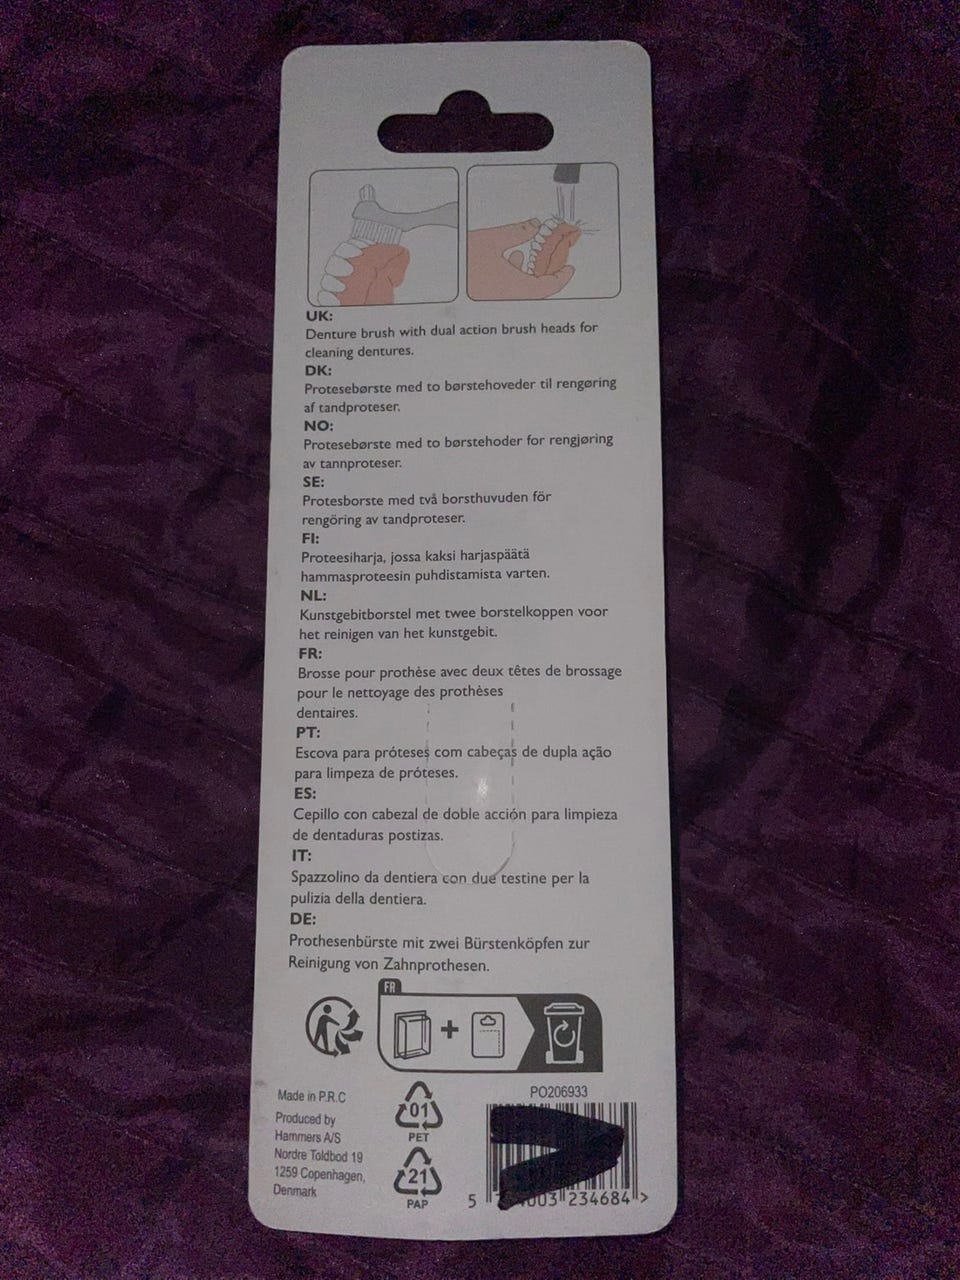 UK:
Denture brush with dual action brush heads for
cleaning dentures.
DK:
Protesebørste med to børstehoveder til rengøring
af tandproteser.
NO:
Protesebørste med to børstehoder for rengjøring
av tannproteser.
SE:
Protesborste med två borsthuvuden för
rengöring av tandproteser.
FI:
Proteesiharja, jossa kaksi harjaspäätä
hammasproteesin puhdistamista varten.
NL:
Kunstgebitborstel met twee borstelkoppen voor
het reinigen van het kunstgebit.
FR:
Brosse pour prothèse avec deux têtes de brossage
pour le nettoyage des prothèses
dentaires.
PT:
Escova para próteses com cabeças de dupla ação
para limpeza de próteses.
ES:
Cepillo con cabezal de doble acción para limpieza
de dentaduras postizas.
IT:
Spazzolino da dentiera con due testine per la
pulizia della dentiera.
DE:
Prothesenbürste mit zwei Bürstenköpfen zur
Reinigung von Zahnprothesen.
FR
+
Made in P.R.C
Produced by
Hammers A/S
Nordre Toldbod 19
1259 Copenhagen,
Denmark
01
PET
21
PAP
PO206933
5 234684 >